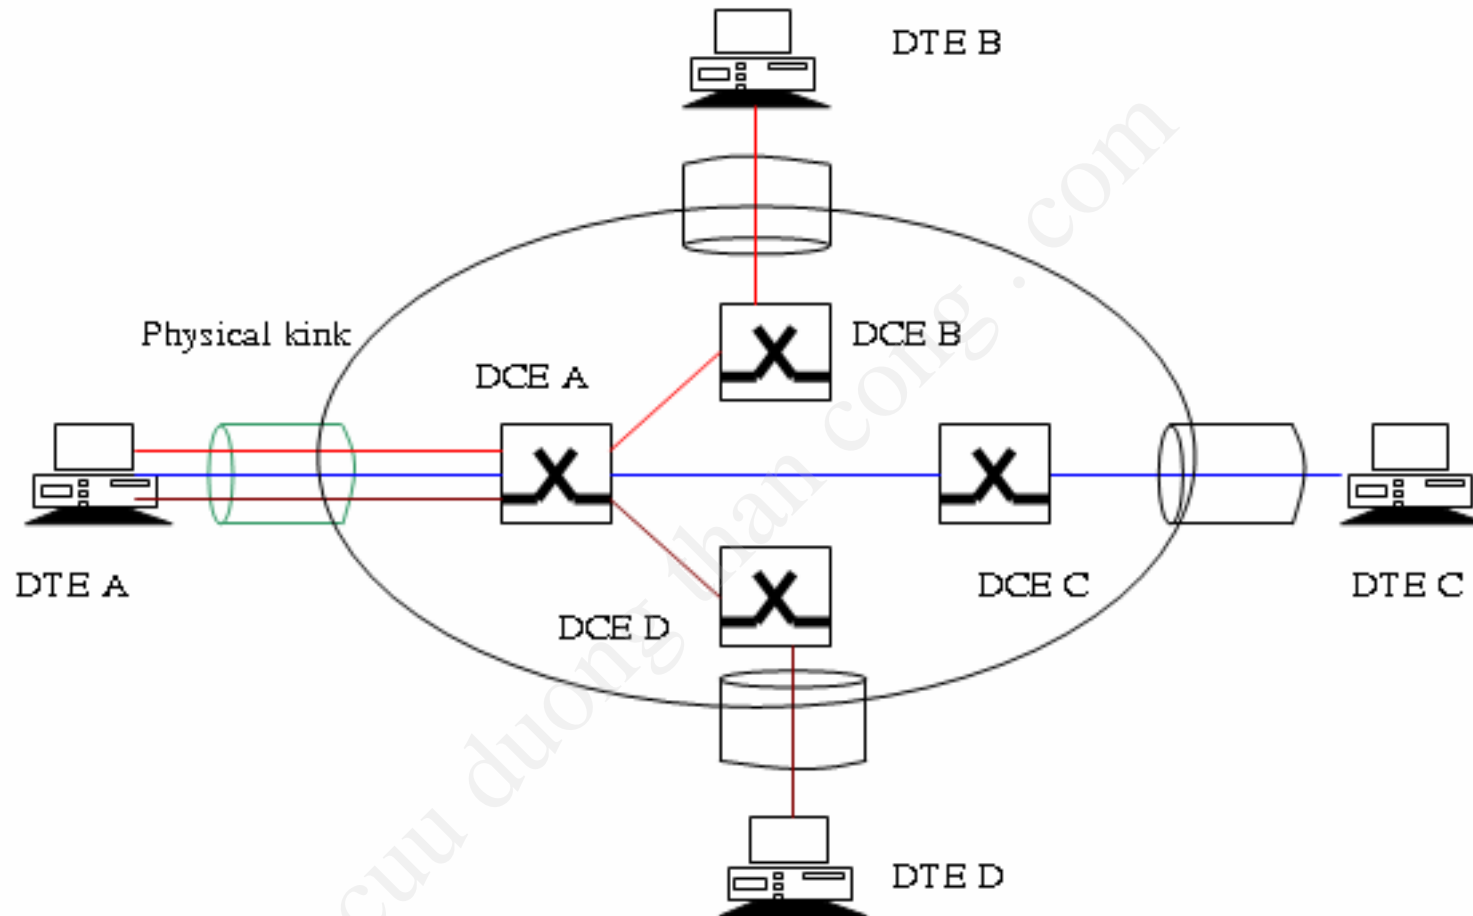 DTE B
Physical kink
DCE B
DCE A
DTE A
DCE C
DTE C
DCE D
DTE D
cuu duong than cong . com